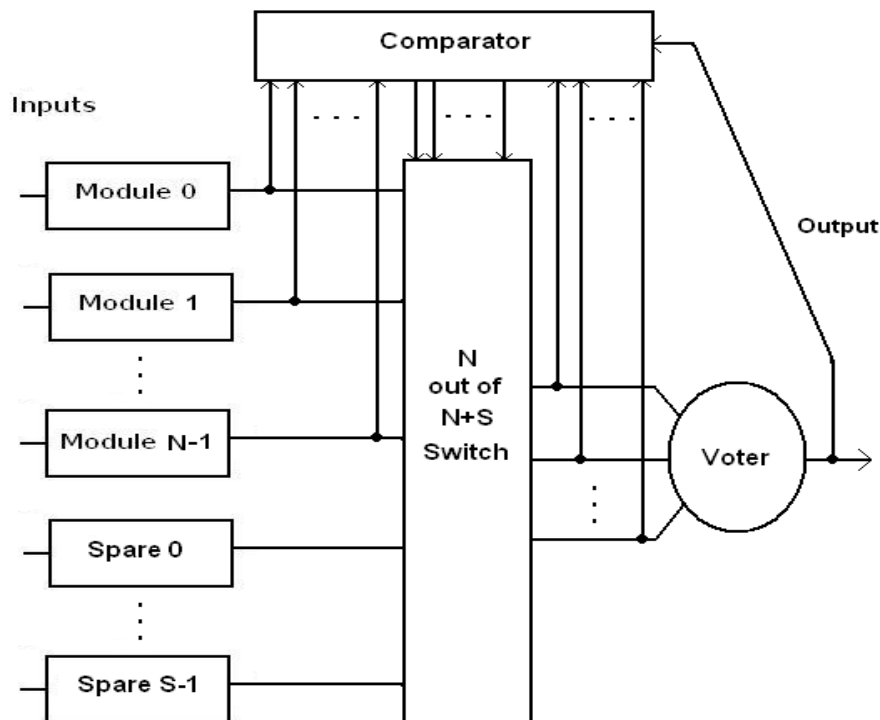 Comparator
Inputs
Module 0
Module 1
Module N-1
Spare 0
Spare S-1
N
out of
N+S
Switch
Voter
Output